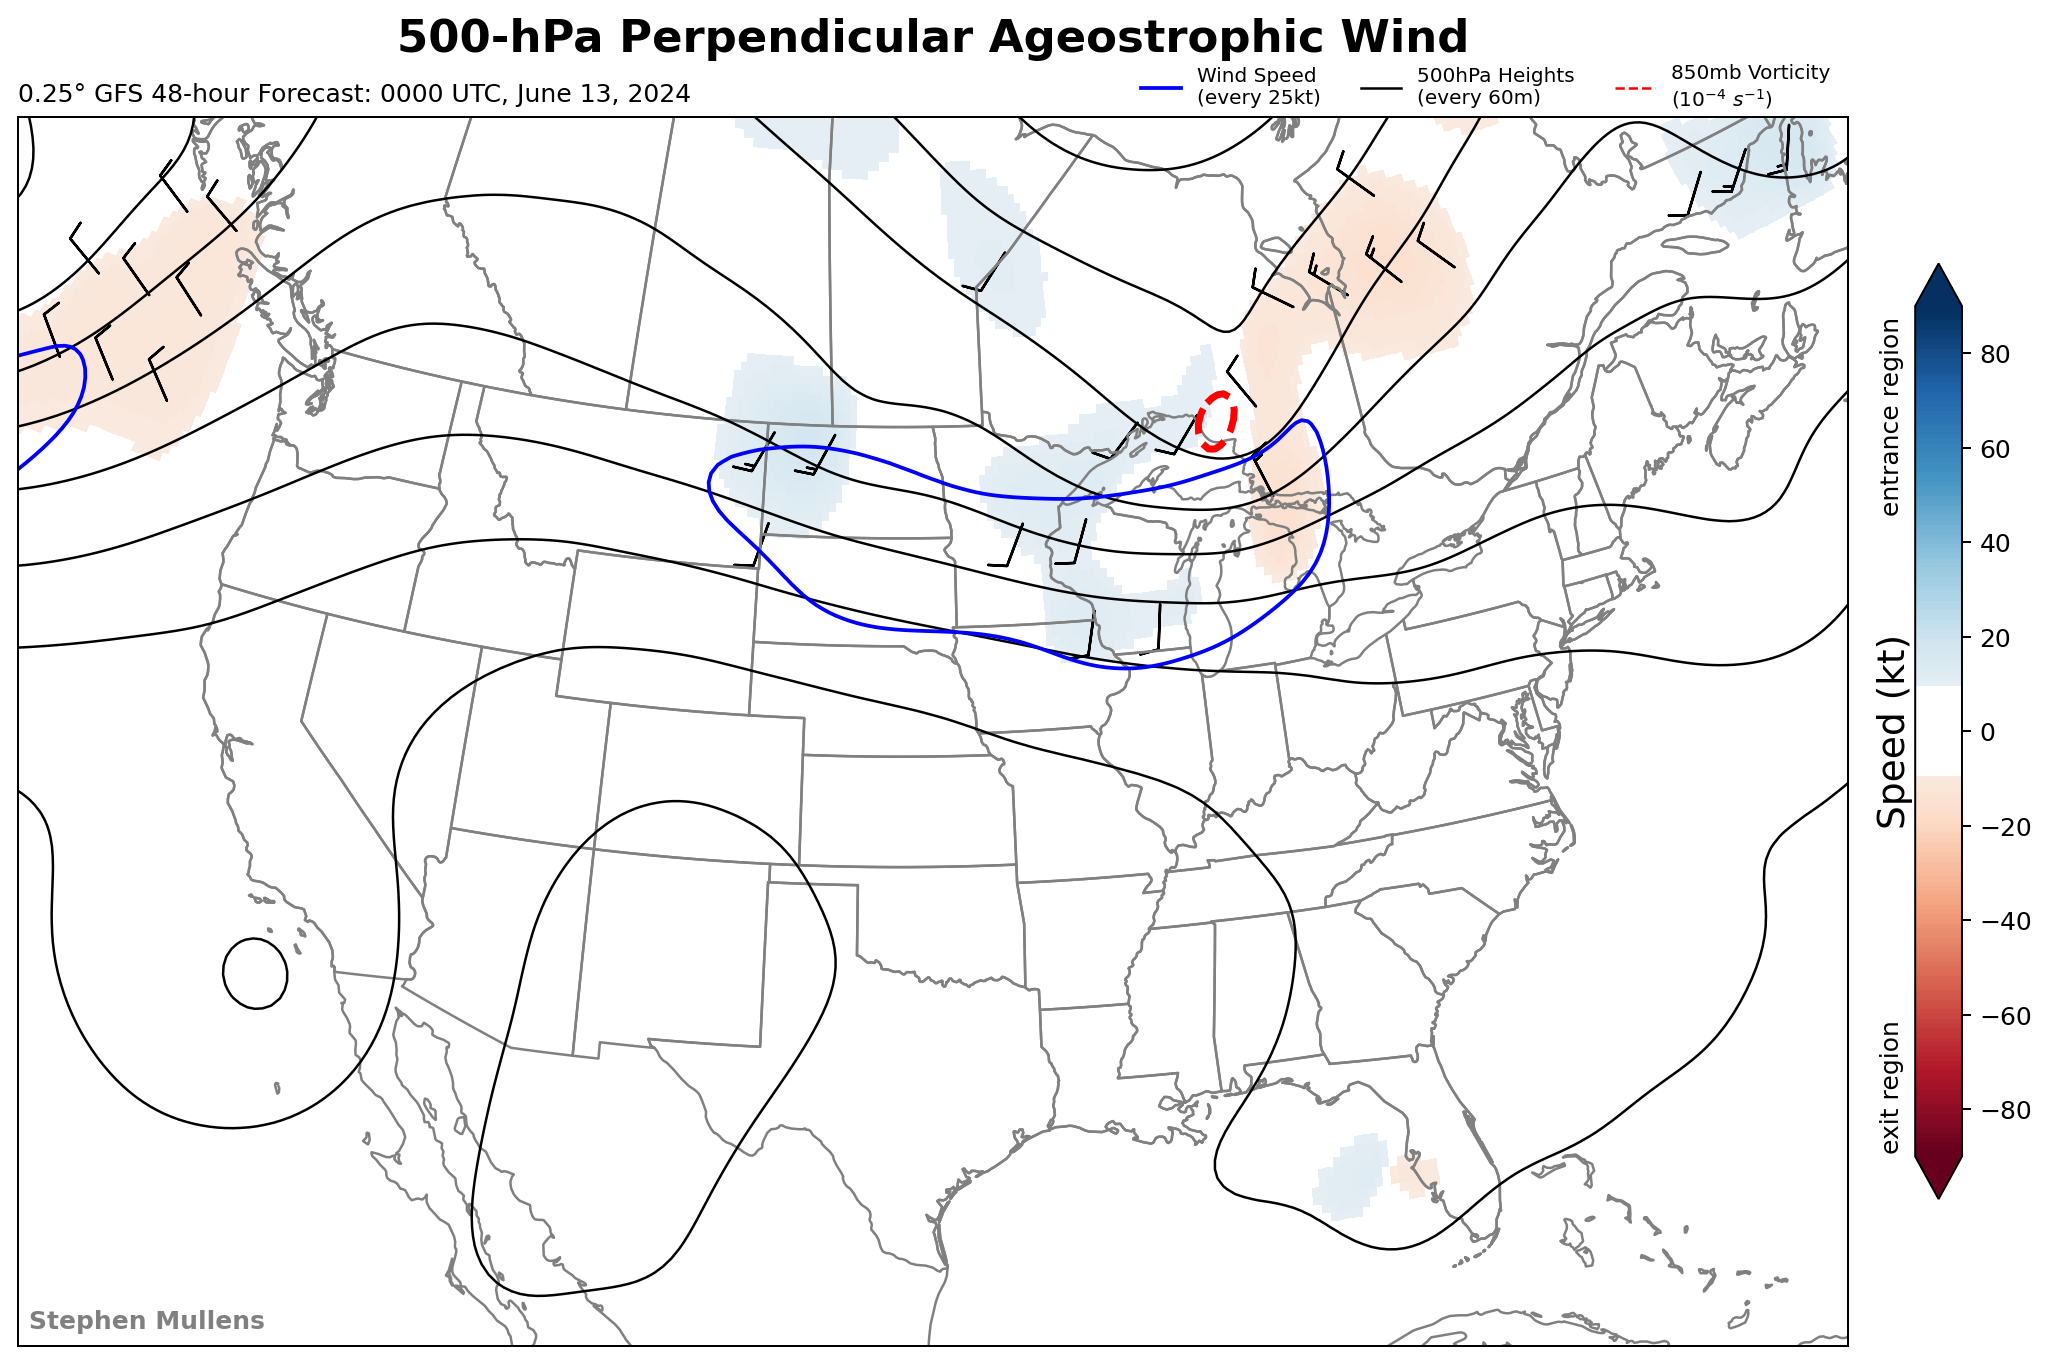 500-hPa Perpendicular Ageostrophic Wind
0.25° GFS 48-hour Forecast: 0000 UTC, June 13, 2024
Wind Speed
(every 25kt)
500hPa Heights
(every 60m)
850mb Vorticity
(10⁻⁴ s⁻¹)
entrance region
Speed (kt)
exit region
80
60
40
20
0
−20
−40
−60
−80
Stephen Mullens